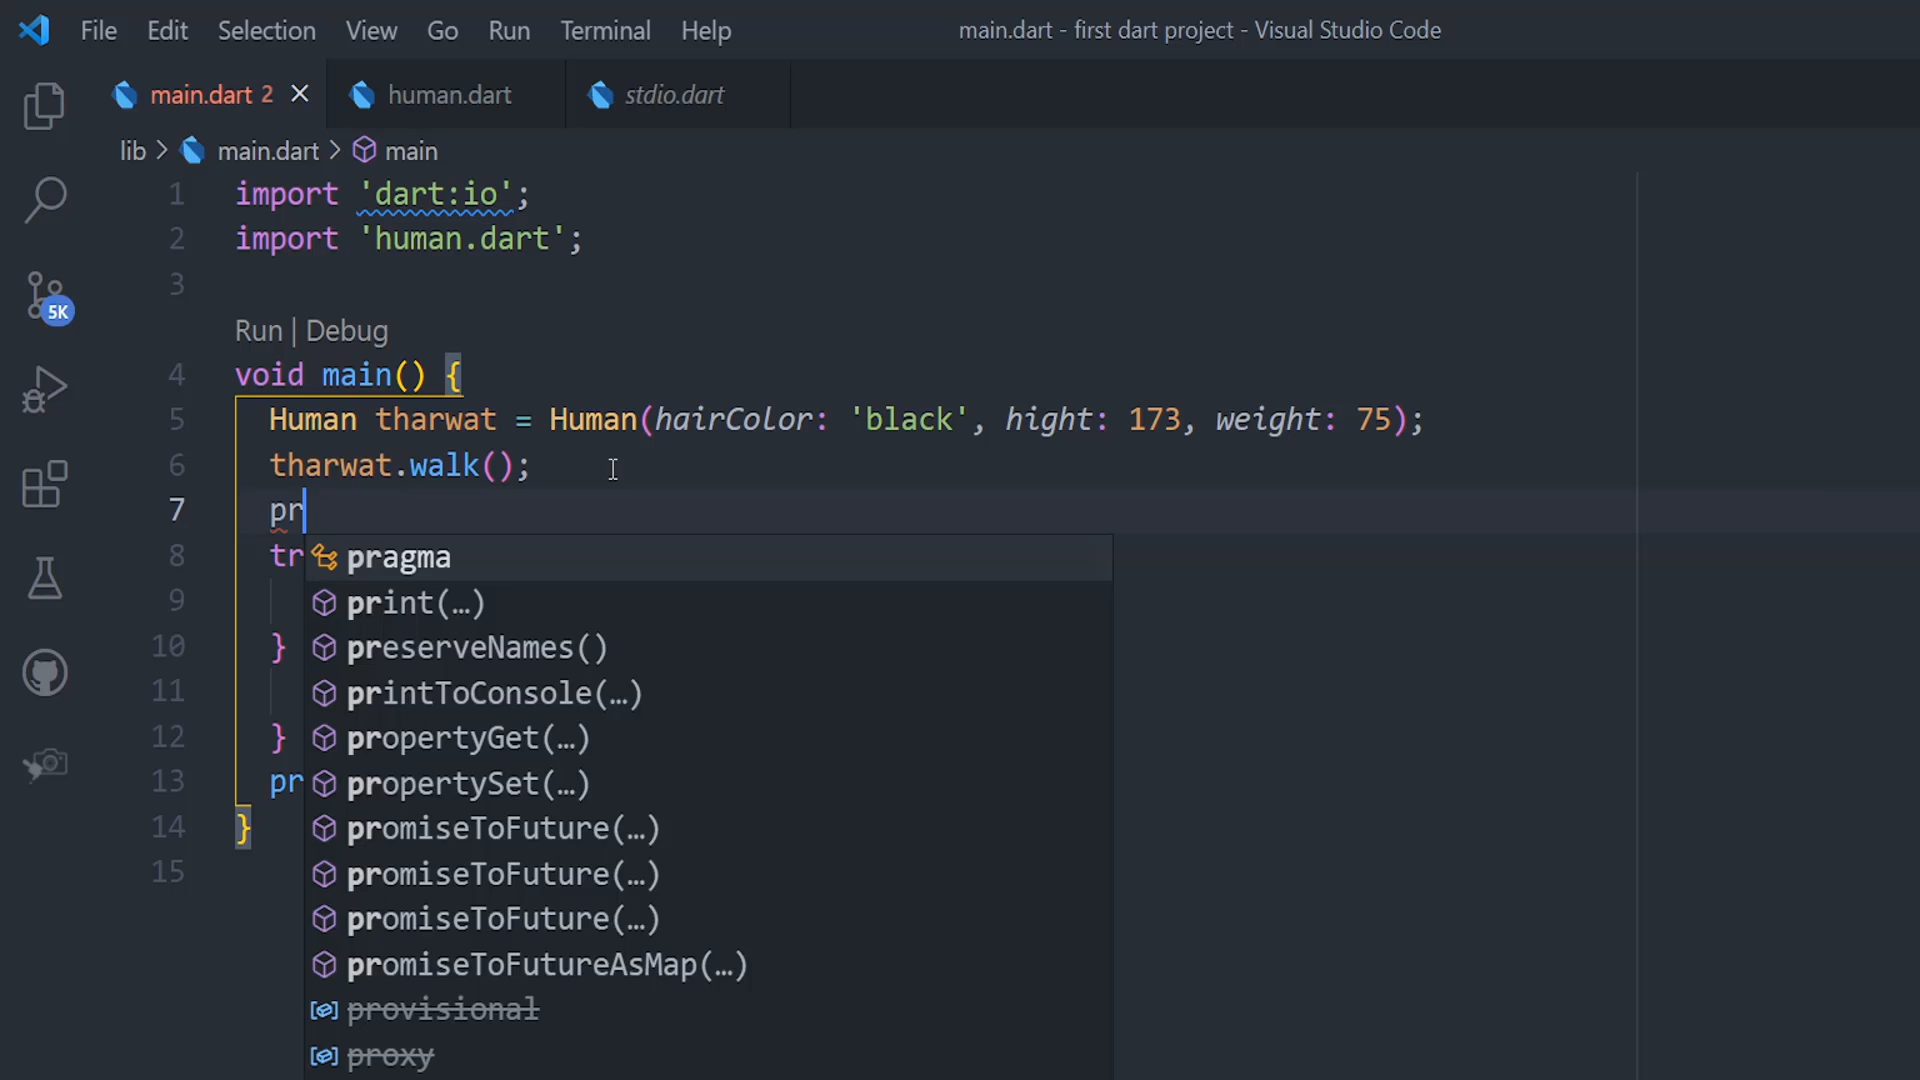 File Edit Selection View Go Run Terminal Help main.dart - first dart project - Visual Studio Code
main.dart 2 human.dart stdio.dart
lib > main.dart > main
1 import 'dart:io';
2 import 'human.dart';
3
Run | Debug
4 void main() {
5 Human tharwat = Human(hairColor: 'black', hight: 173, weight: 75);
5K
6 tharwat.walk();
7 pr
8 tr pragma
9 print(…)
10 } preserveNames()
11 printToConsole(…)
12 } propertyGet(…)
13 pr propertySet(…)
14 } promiseToFuture(…)
15 promiseToFuture(…)
promiseToFuture(…)
promiseToFutureAsMap(…)
provisional
proxy